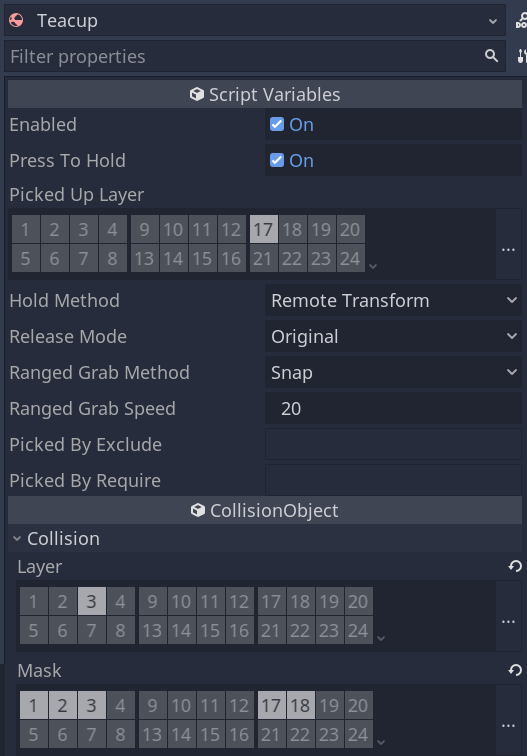 Teacup
Filter properties
Script Variables
Enabled On
Press To Hold On
Picked Up Layer
1 2 3 4 9 10 11 12 17 18 19 20
5 6 7 8 13 14 15 16 21 22 23 24
...
Hold Method Remote Transform
Release Mode Original
Ranged Grab Method Snap
Ranged Grab Speed 20
Picked By Exclude
Picked By Require
CollisionObject
Collision
Layer
1 2 3 4 9 10 11 12 17 18 19 20
5 6 7 8 13 14 15 16 21 22 23 24
...
Mask
1 2 3 4 9 10 11 12 17 18 19 20
5 6 7 8 13 14 15 16 21 22 23 24
...